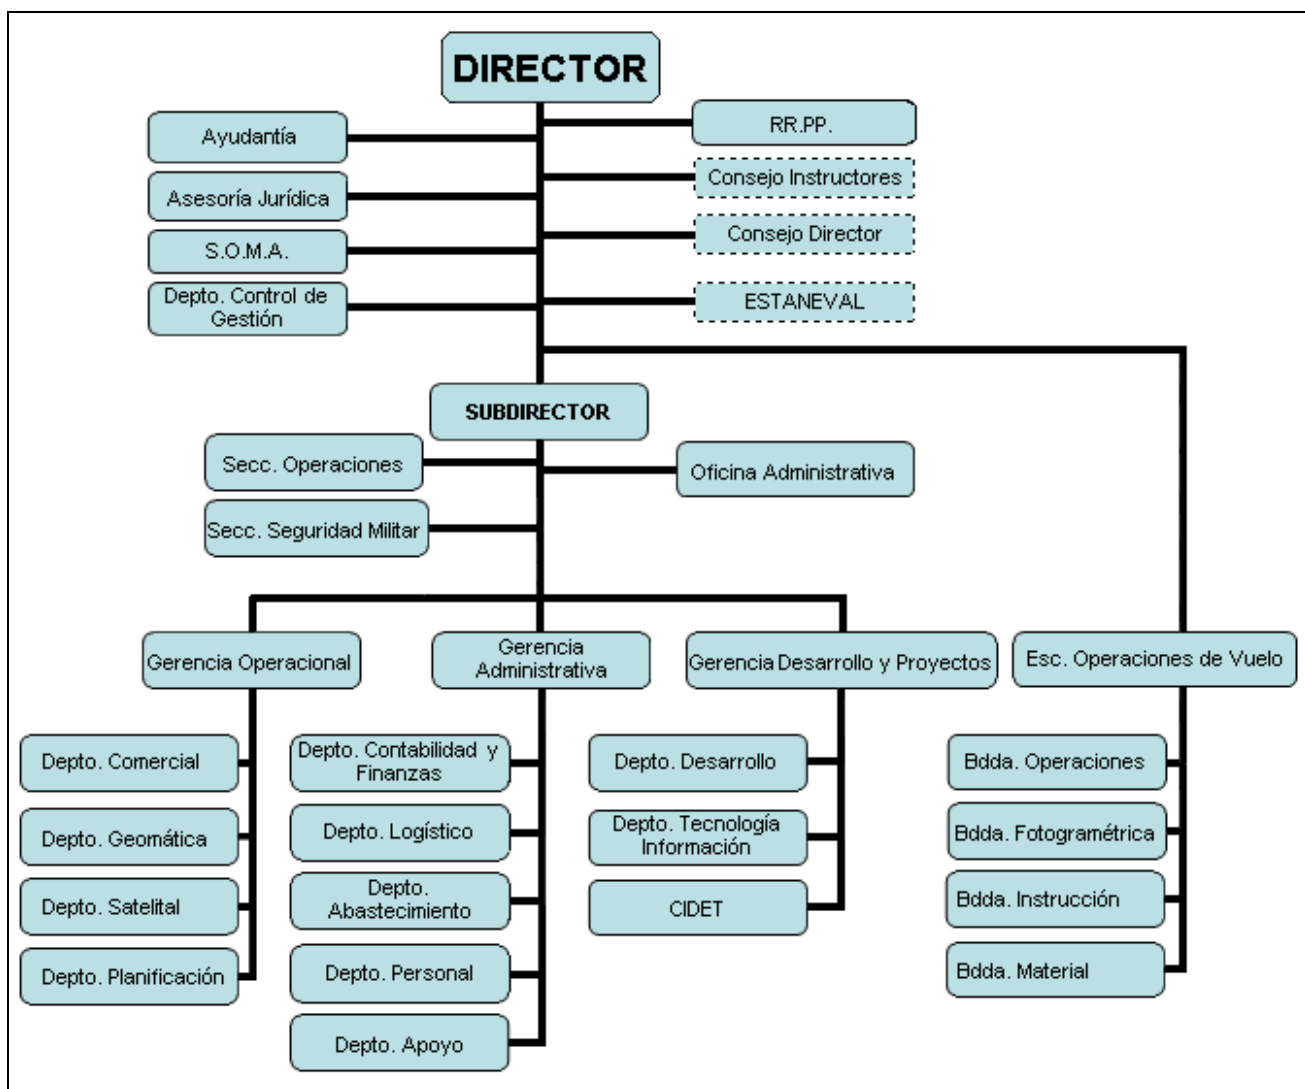 DIRECTOR
Ayudantía
RR.PP.
Asesoría Jurídica
Consejo Instructores
S.O.M.A.
Consejo Director
Depto. Control de
Gestión
ESTANEVAL
SUBDIRECTOR
Secc. Operaciones
Oficina Administrativa
Secc. Seguridad Militar
Gerencia Operacional
Gerencia
Administrativa
Gerencia Desarrollo y Proyectos
Esc. Operaciones de Vuelo
Depto. Comercial
Depto. Geomática
Depto. Satelital
Depto. Planificación
Depto. Contabilidad y
Finanzas
Depto. Logístico
Depto.
Abastecimiento
Depto. Personal
Depto. Apoyo
Depto. Desarrollo
Depto. Tecnología
Información
CIDET
Bdda. Operaciones
Bdda. Fotogramétrica
Bdda. Instrucción
Bdda. Material